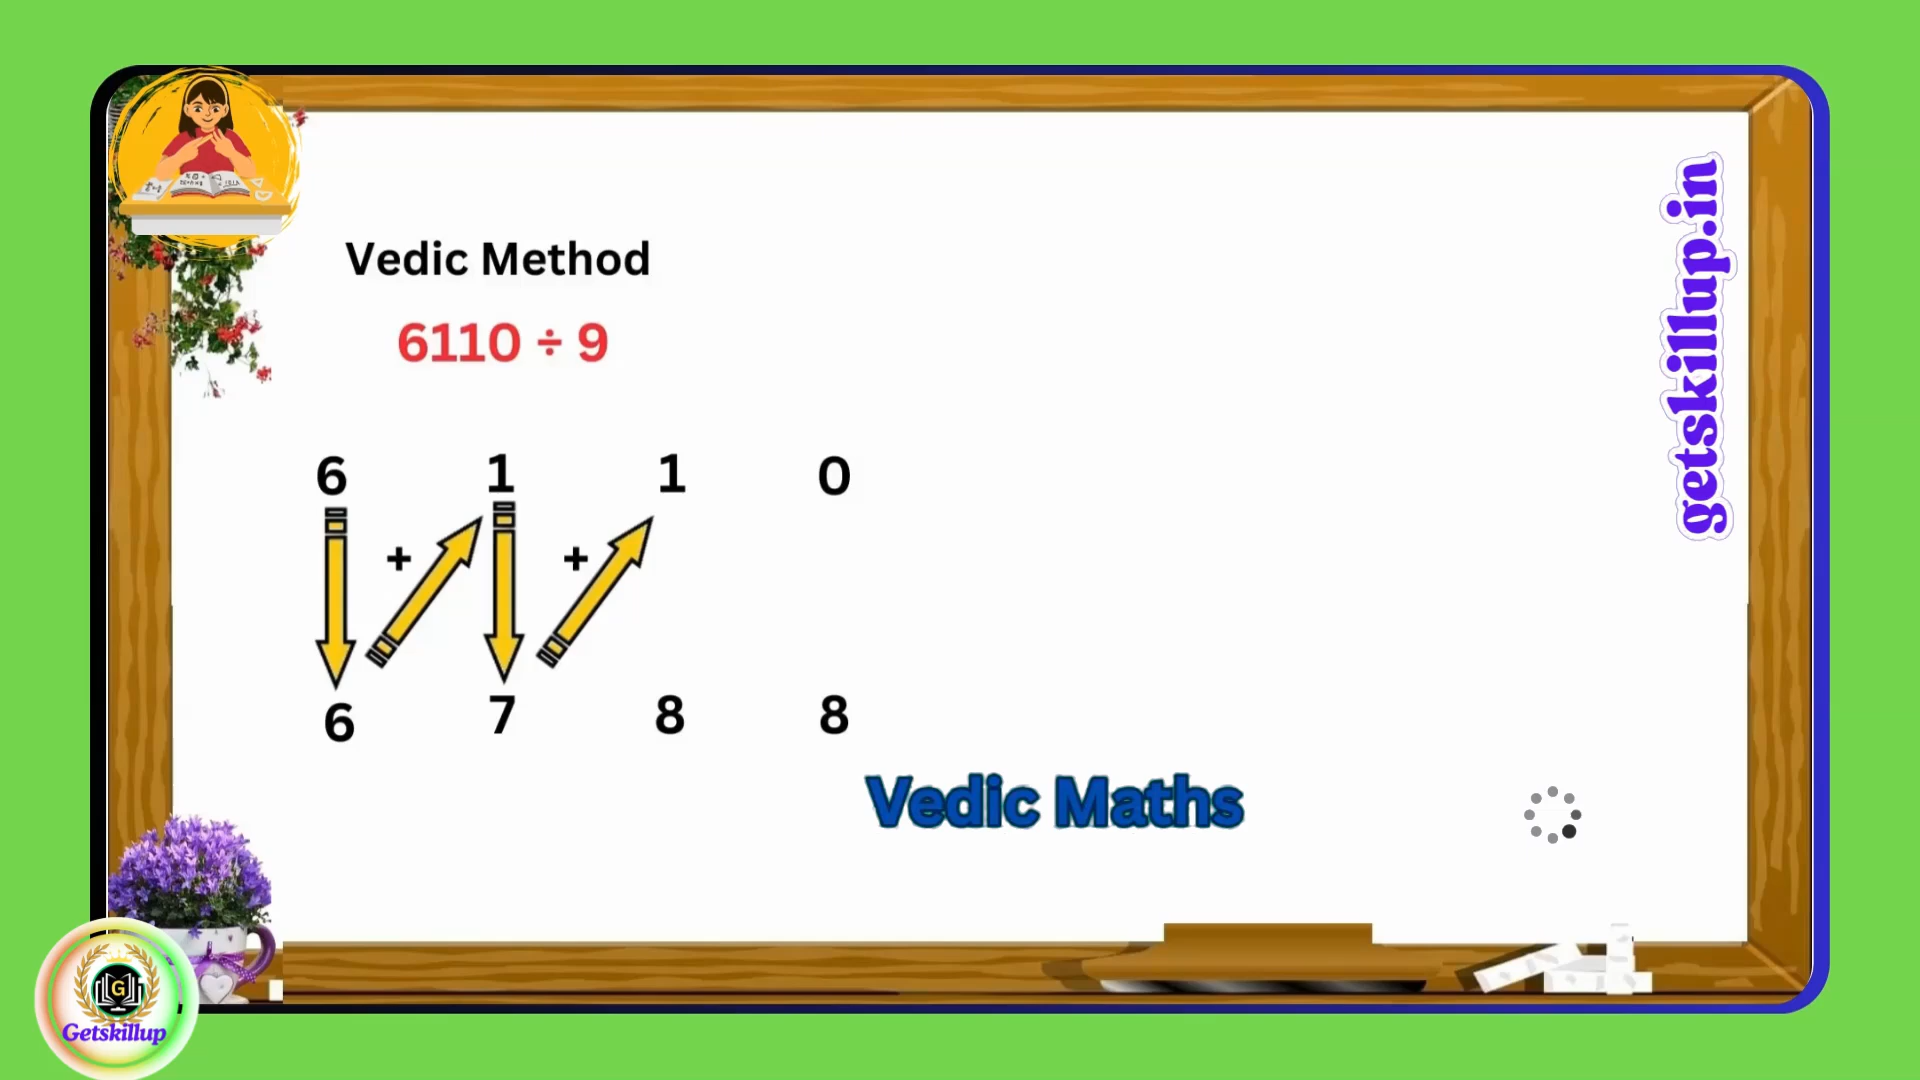 Vedic Method
6110 ÷ 9
6 1 1 0
+ +
6 7 8 8
Vedic Maths
getskillup.in
G
Getskillup